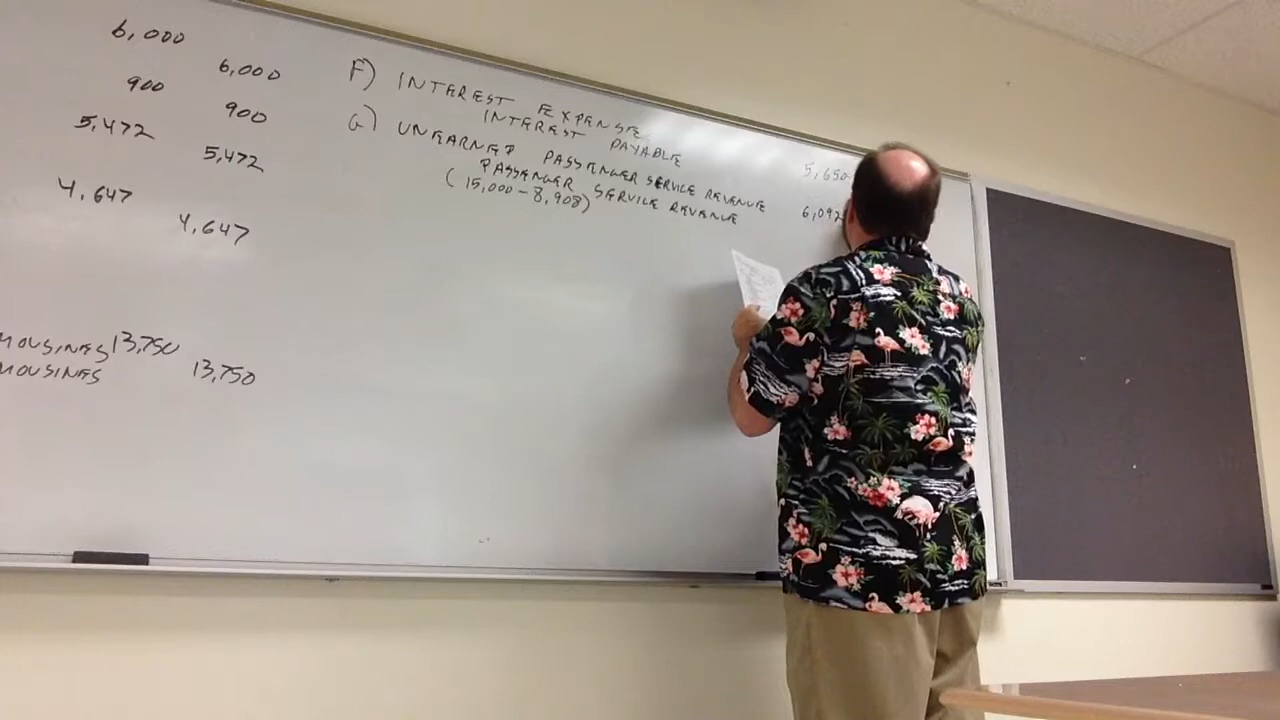 6,000
6,000
900
900
5,472
5,472
4,647
4,647
MOUSINES 13,750
MOUSINES 13,750
F) INTEREST EXPENSE 5,650
INTEREST PAYABLE
G) UNEARNED PASSENGER SERVICE REVENUE 6,092
PASSENGER SERVICE REVENUE
(15,000-8,908)